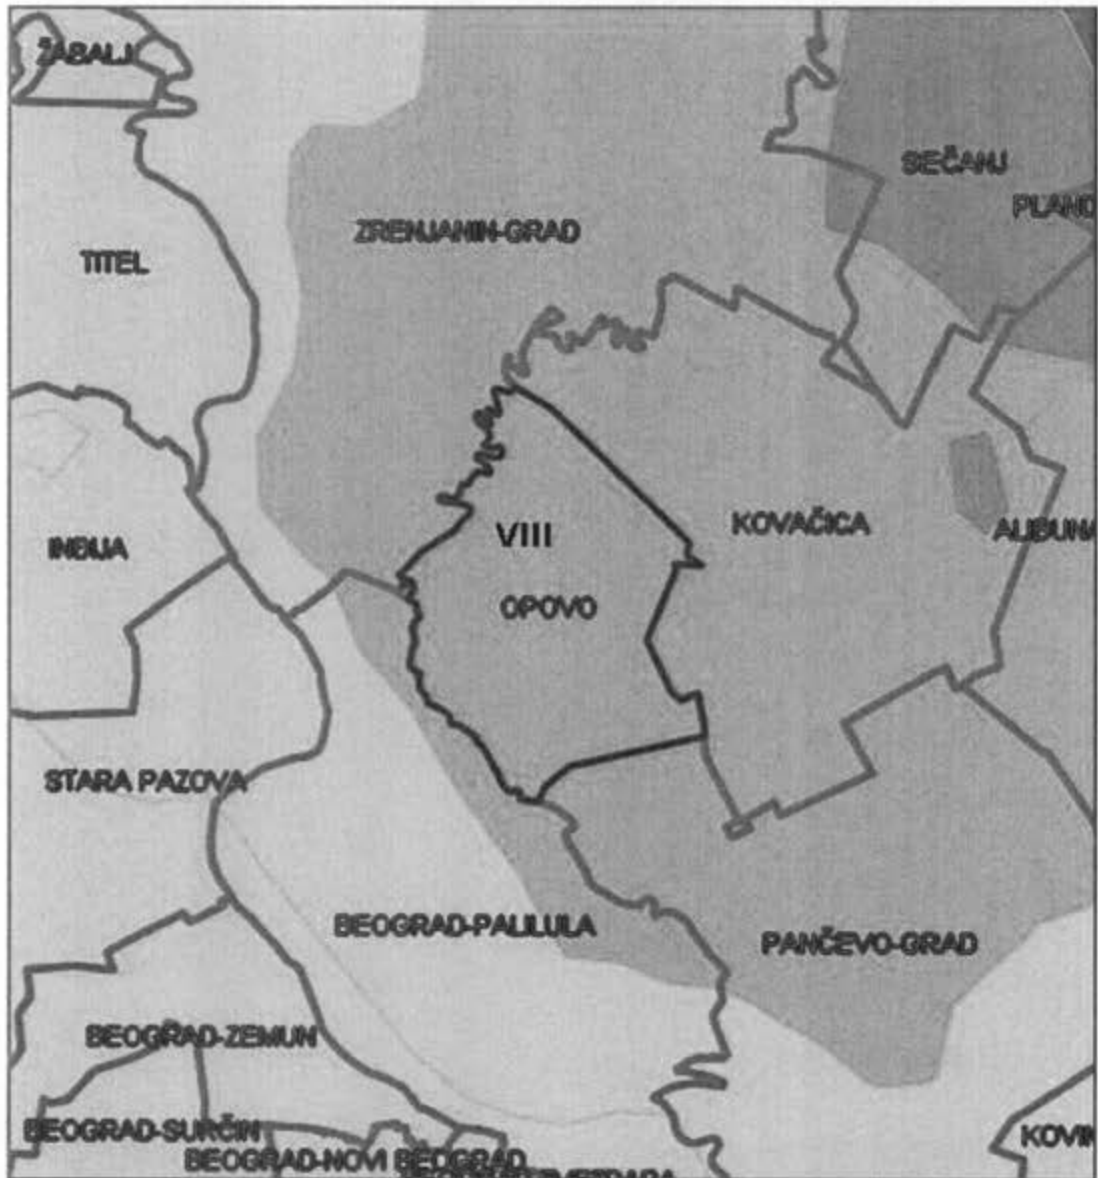 ŽABALJ
SEČANJ
ZRENJANIN-GRAD
TITEL
VIII
KOVAČICA
INĐIJA
OPOVO
STARA PAZOVA
BEOGRAD-PALILULA
PANČEVO-GRAD
BEOGRAD-ZEMUN
BEOGRAD-SURČIN
BEOGRAD-NOVI BEOGRAD